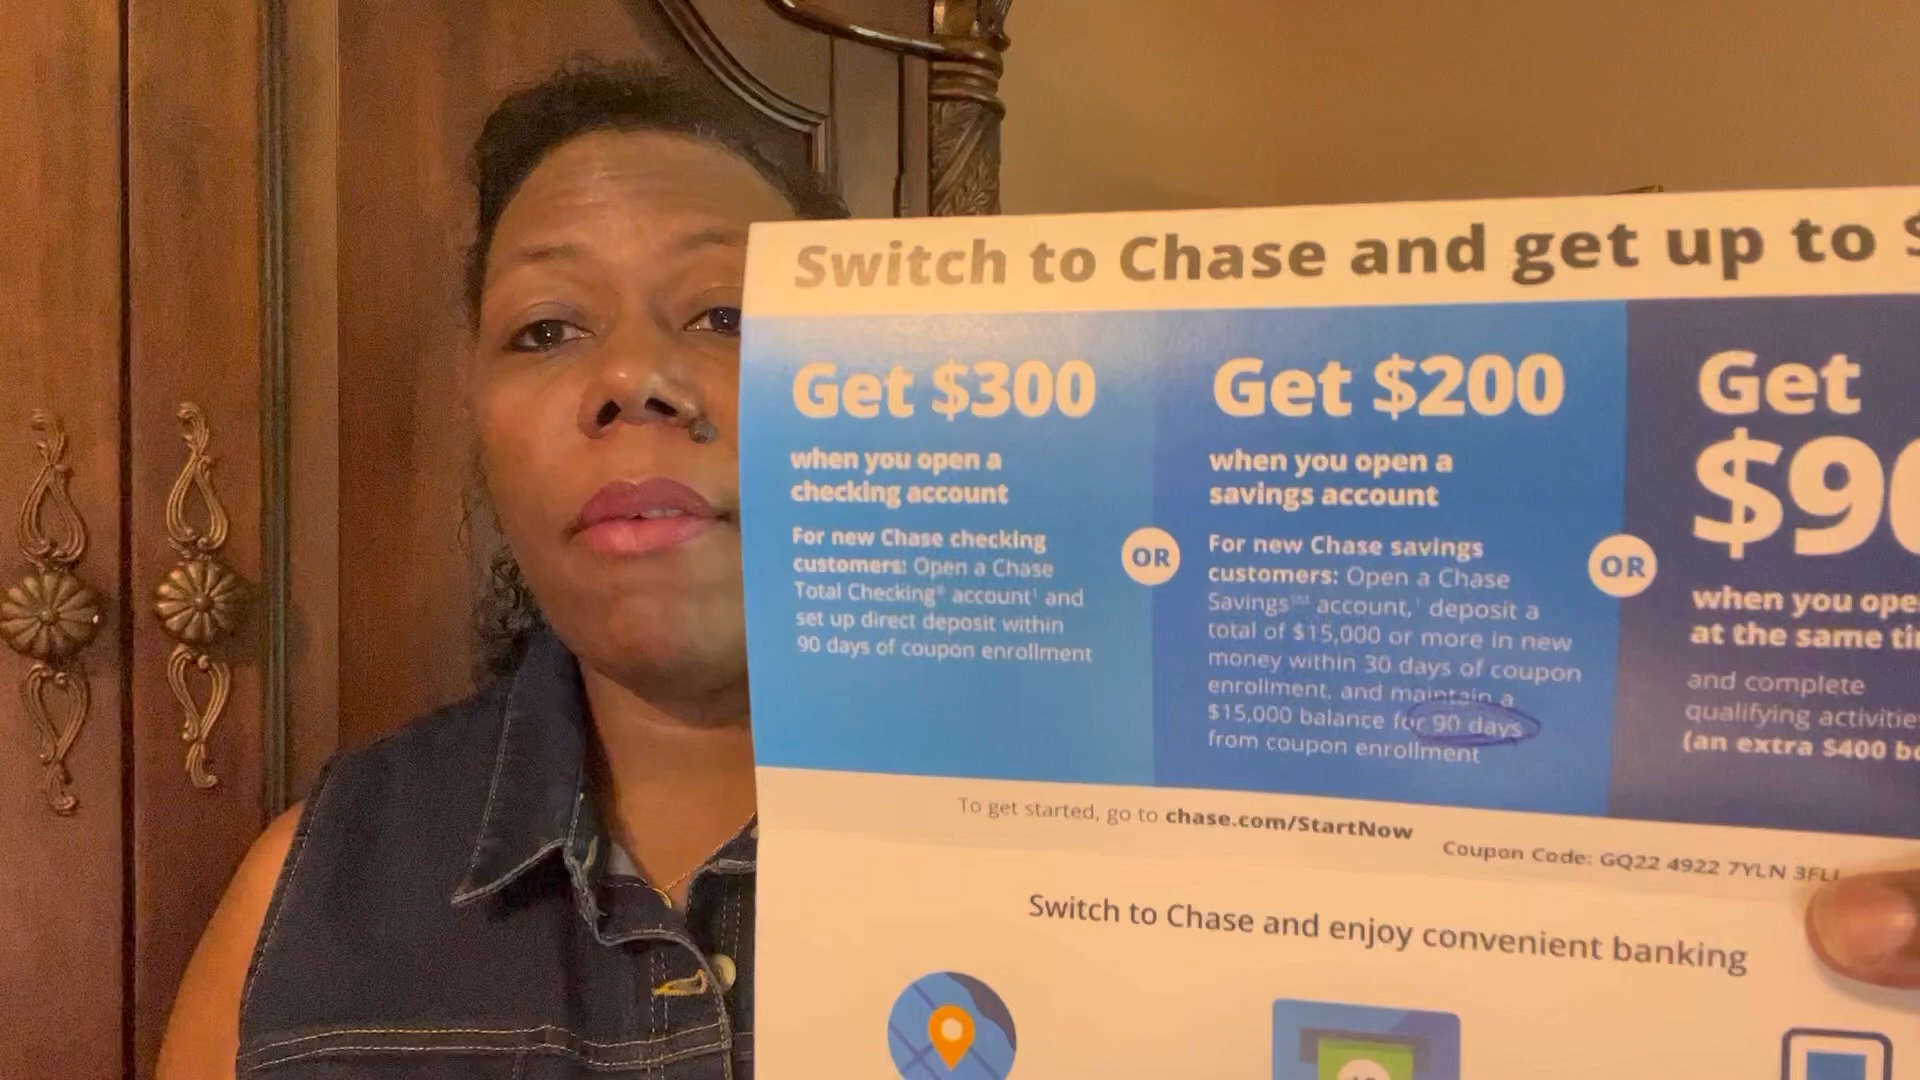 Switch to Chase and get up to $
Get $300
when you open a
checking account
For new Chase checking
customers: Open a Chase
Total Checking® account¹ and
set up direct deposit within
90 days of coupon enrollment
OR
Get $200
when you open a
savings account
For new Chase savings
customers: Open a Chase
Savings℠ account,¹ deposit a
total of $15,000 or more in new
money within 30 days of coupon
enrollment, and maintain a
$15,000 balance for 90 days
from coupon enrollment
OR
Get
$90
when you ope
at the same ti
and complete
qualifying activitie
(an extra $400 b
To get started, go to chase.com/StartNow
Coupon Code: GQ22 4922 7YLN
Switch to Chase and enjoy convenient banking